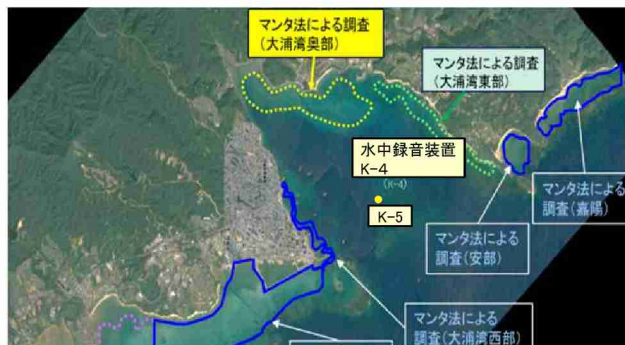 マンタ法による調査
(大浦湾奥部)
マンタ法による調査
(大浦湾東部)
水中録音装置
K-4
(K-4)
K-5
マンタ法による
調査(嘉陽)
マンタ法による
調査(安部)
マンタ法による
調査(大浦湾西部)